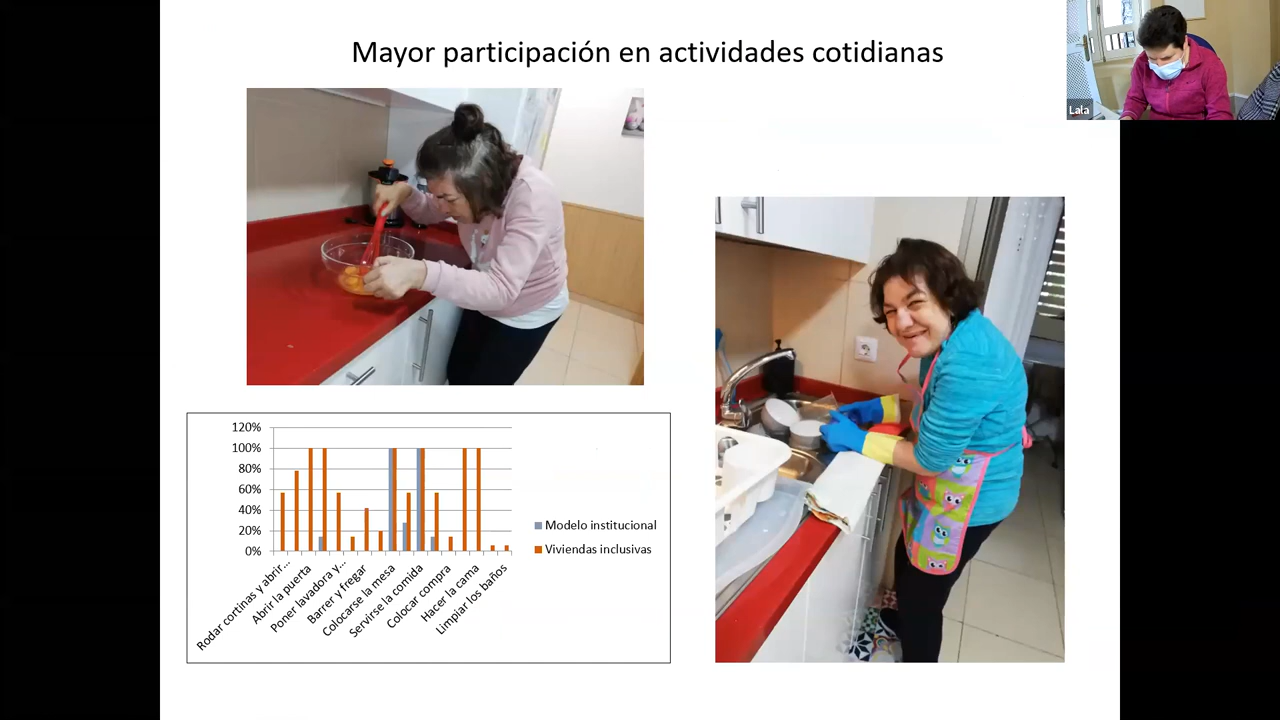 Mayor participación en actividades cotidianas
Lala
120%
100%
80%
60%
40%
20%
0%
Rodar cortinas y abrir...
Abrir la puerta
Poner lavadora y...
Barrer y fregar
Colocarse la mesa
Servirse la comida
Colocar compra
Hacer la cama
Limpiar los baños
Modelo institucional
Viviendas inclusivas